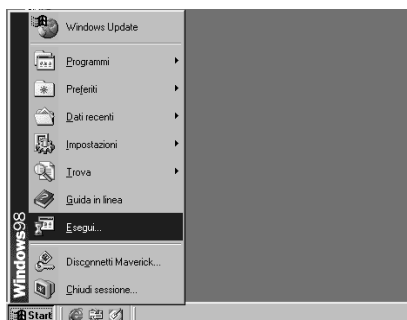 Windows Update
Programmi
Preferiti
Dati recenti
Impostazioni
Trova
Guida in linea
Esegui...
Disconnetti Maverick...
Chiudi sessione...
Windows98
Start